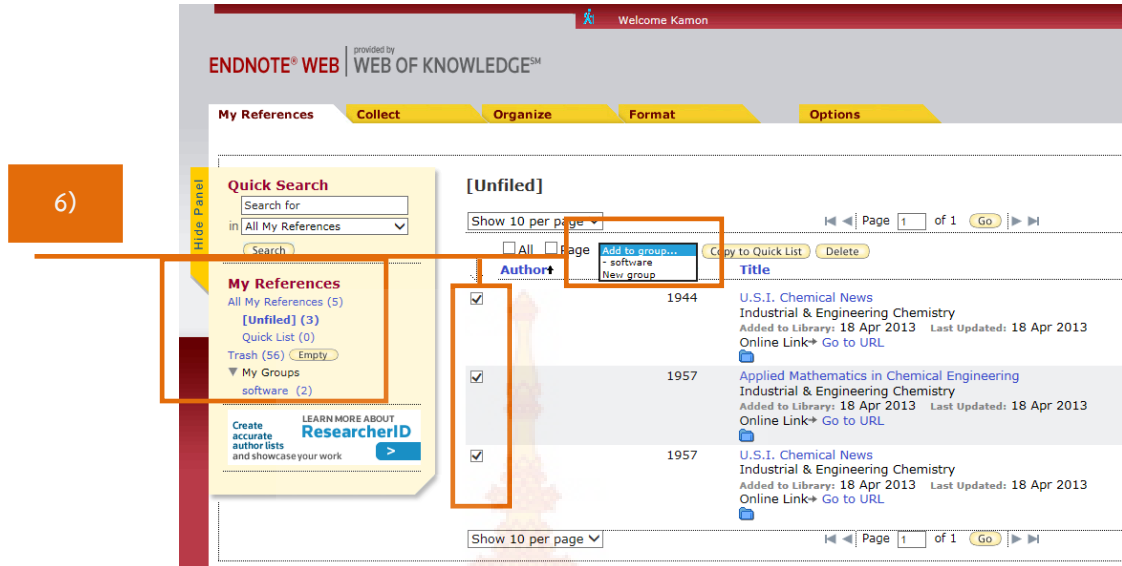 Welcome Kamon
ENDNOTE® WEB
provided by
WEB OF KNOWLEDGE℠
My References
Collect
Organize
Format
Options
6)
Hide Panel
Quick Search
Search for
in All My References
Search
My References
All My References (5)
[Unfiled] (3)
Quick List (0)
Trash (56) Empty
My Groups
software (2)
Create
accurate
author lists
and showcase your work
LEARN MORE ABOUT
ResearcherID
>
[Unfiled]
Show 10 per page
Page 1 of 1 Go
All Page Add to group... Copy to Quick List Delete
- software
New group
Author Title
1944 U.S.I. Chemical News
Industrial & Engineering Chemistry
Added to Library: 18 Apr 2013 Last Updated: 18 Apr 2013
Online Link→ Go to URL
1957 Applied Mathematics in Chemical Engineering
Industrial & Engineering Chemistry
Added to Library: 18 Apr 2013 Last Updated: 18 Apr 2013
Online Link→ Go to URL
1957 U.S.I. Chemical News
Industrial & Engineering Chemistry
Added to Library: 18 Apr 2013 Last Updated: 18 Apr 2013
Online Link→ Go to URL
Show 10 per page
Page 1 of 1 Go